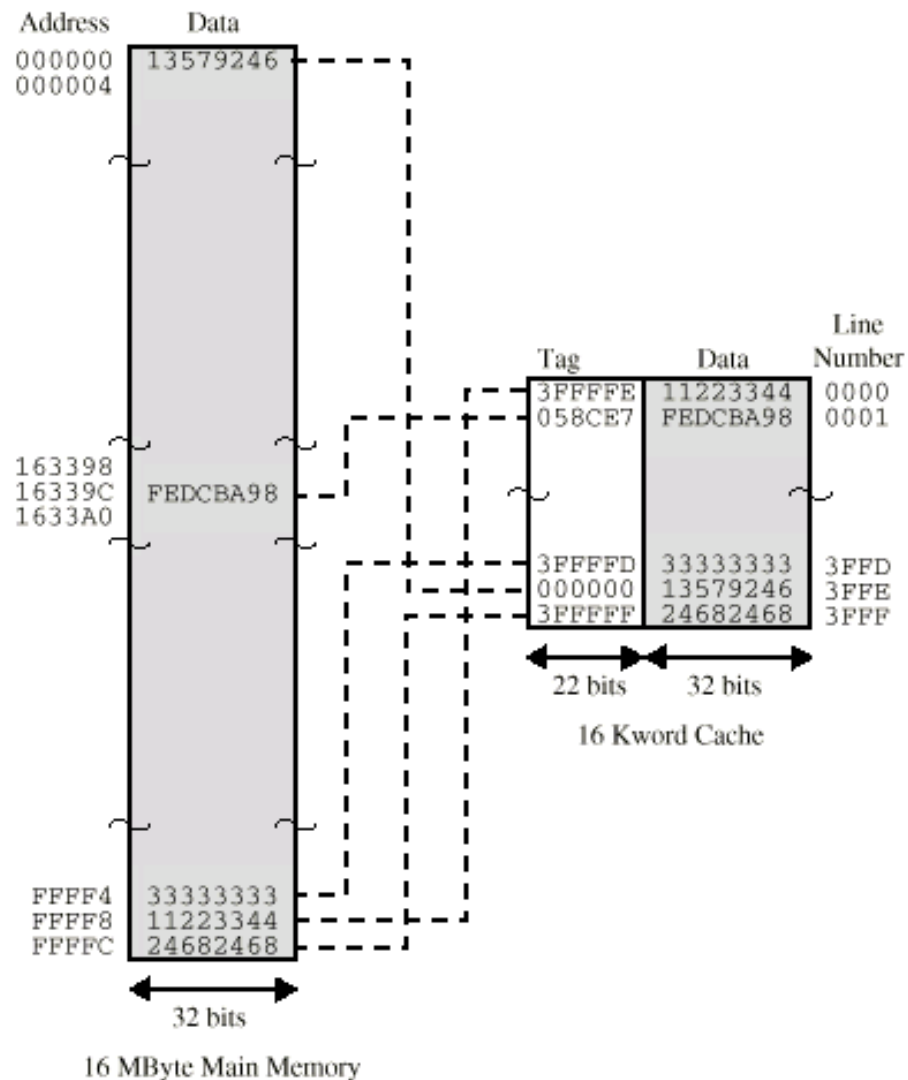 Address Data
000000 13579246
000004
163398
16339C FEDCBA98
1633A0
FFFF4 33333333
FFFF8 11223344
FFFFC 24682468
32 bits
16 MByte Main Memory
Line
Tag Data Number
3FFFFE 11223344 0000
058CE7 FEDCBA98 0001
3FFFFD 33333333 3FFD
000000 13579246 3FFE
3FFFFF 24682468 3FFF
22 bits 32 bits
16 Kword Cache